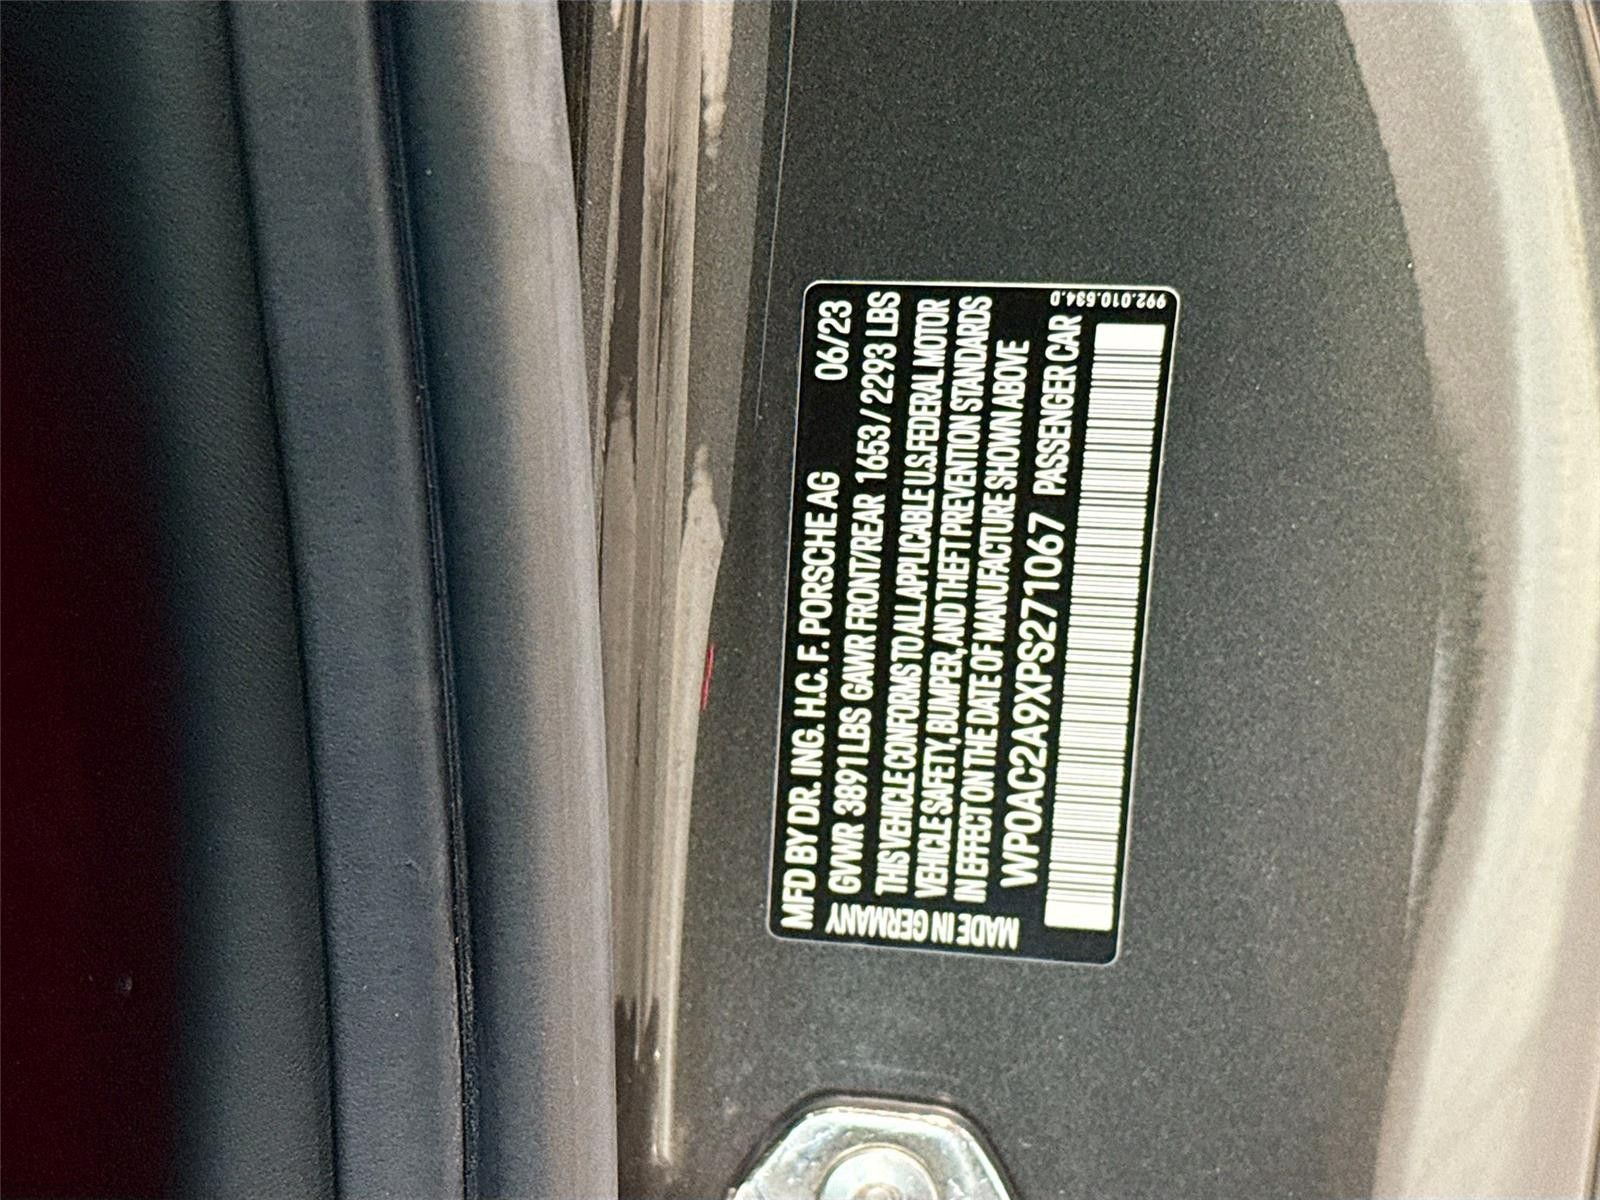 MFD BY DR. ING. H.C. F. PORSCHE AG 06/23
GVWR 3891 LBS GAWR FRONT/REAR 1653 / 2293 LBS
THIS VEHICLE CONFORMS TO ALL APPLICABLE U.S. FEDERAL MOTOR
VEHICLE SAFETY, BUMPER, AND THEFT PREVENTION STANDARDS
IN EFFECT ON THE DATE OF MANUFACTURE SHOWN ABOVE
WP0AC2A9XPS271067 PASSENGER CAR
MADE IN GERMANY
992.010.534.D